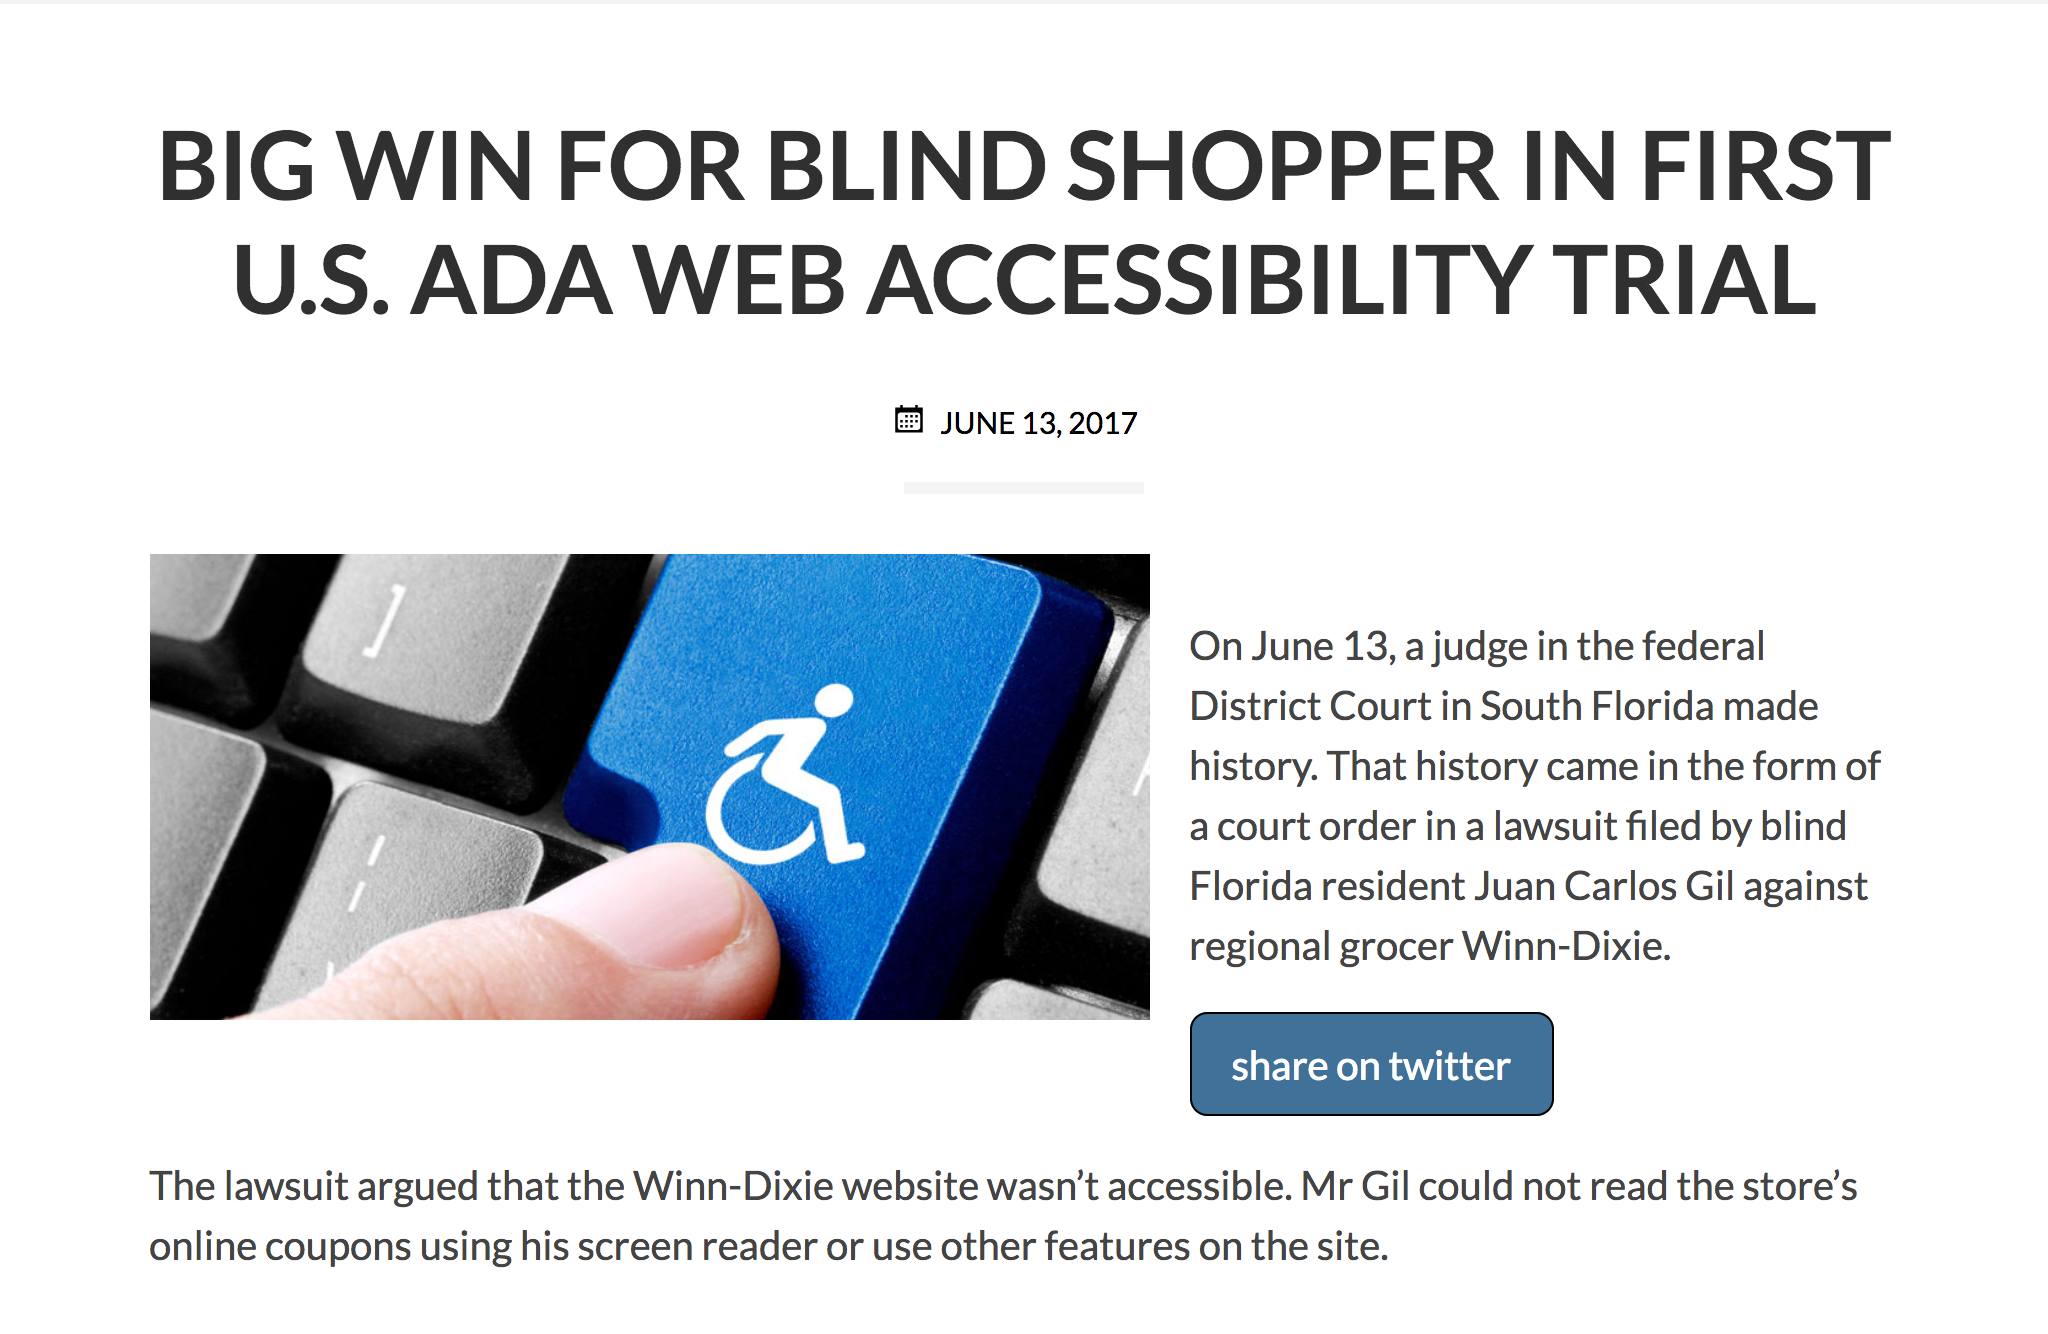 BIG WIN FOR BLIND SHOPPER IN FIRST
U.S. ADA WEB ACCESSIBILITY TRIAL
JUNE 13, 2017
]
On June 13, a judge in the federal
District Court in South Florida made
history. That history came in the form of
a court order in a lawsuit filed by blind
Florida resident Juan Carlos Gil against
regional grocer Winn-Dixie.
share on twitter
The lawsuit argued that the Winn-Dixie website wasn’t accessible. Mr Gil could not read the store’s
online coupons using his screen reader or use other features on the site.